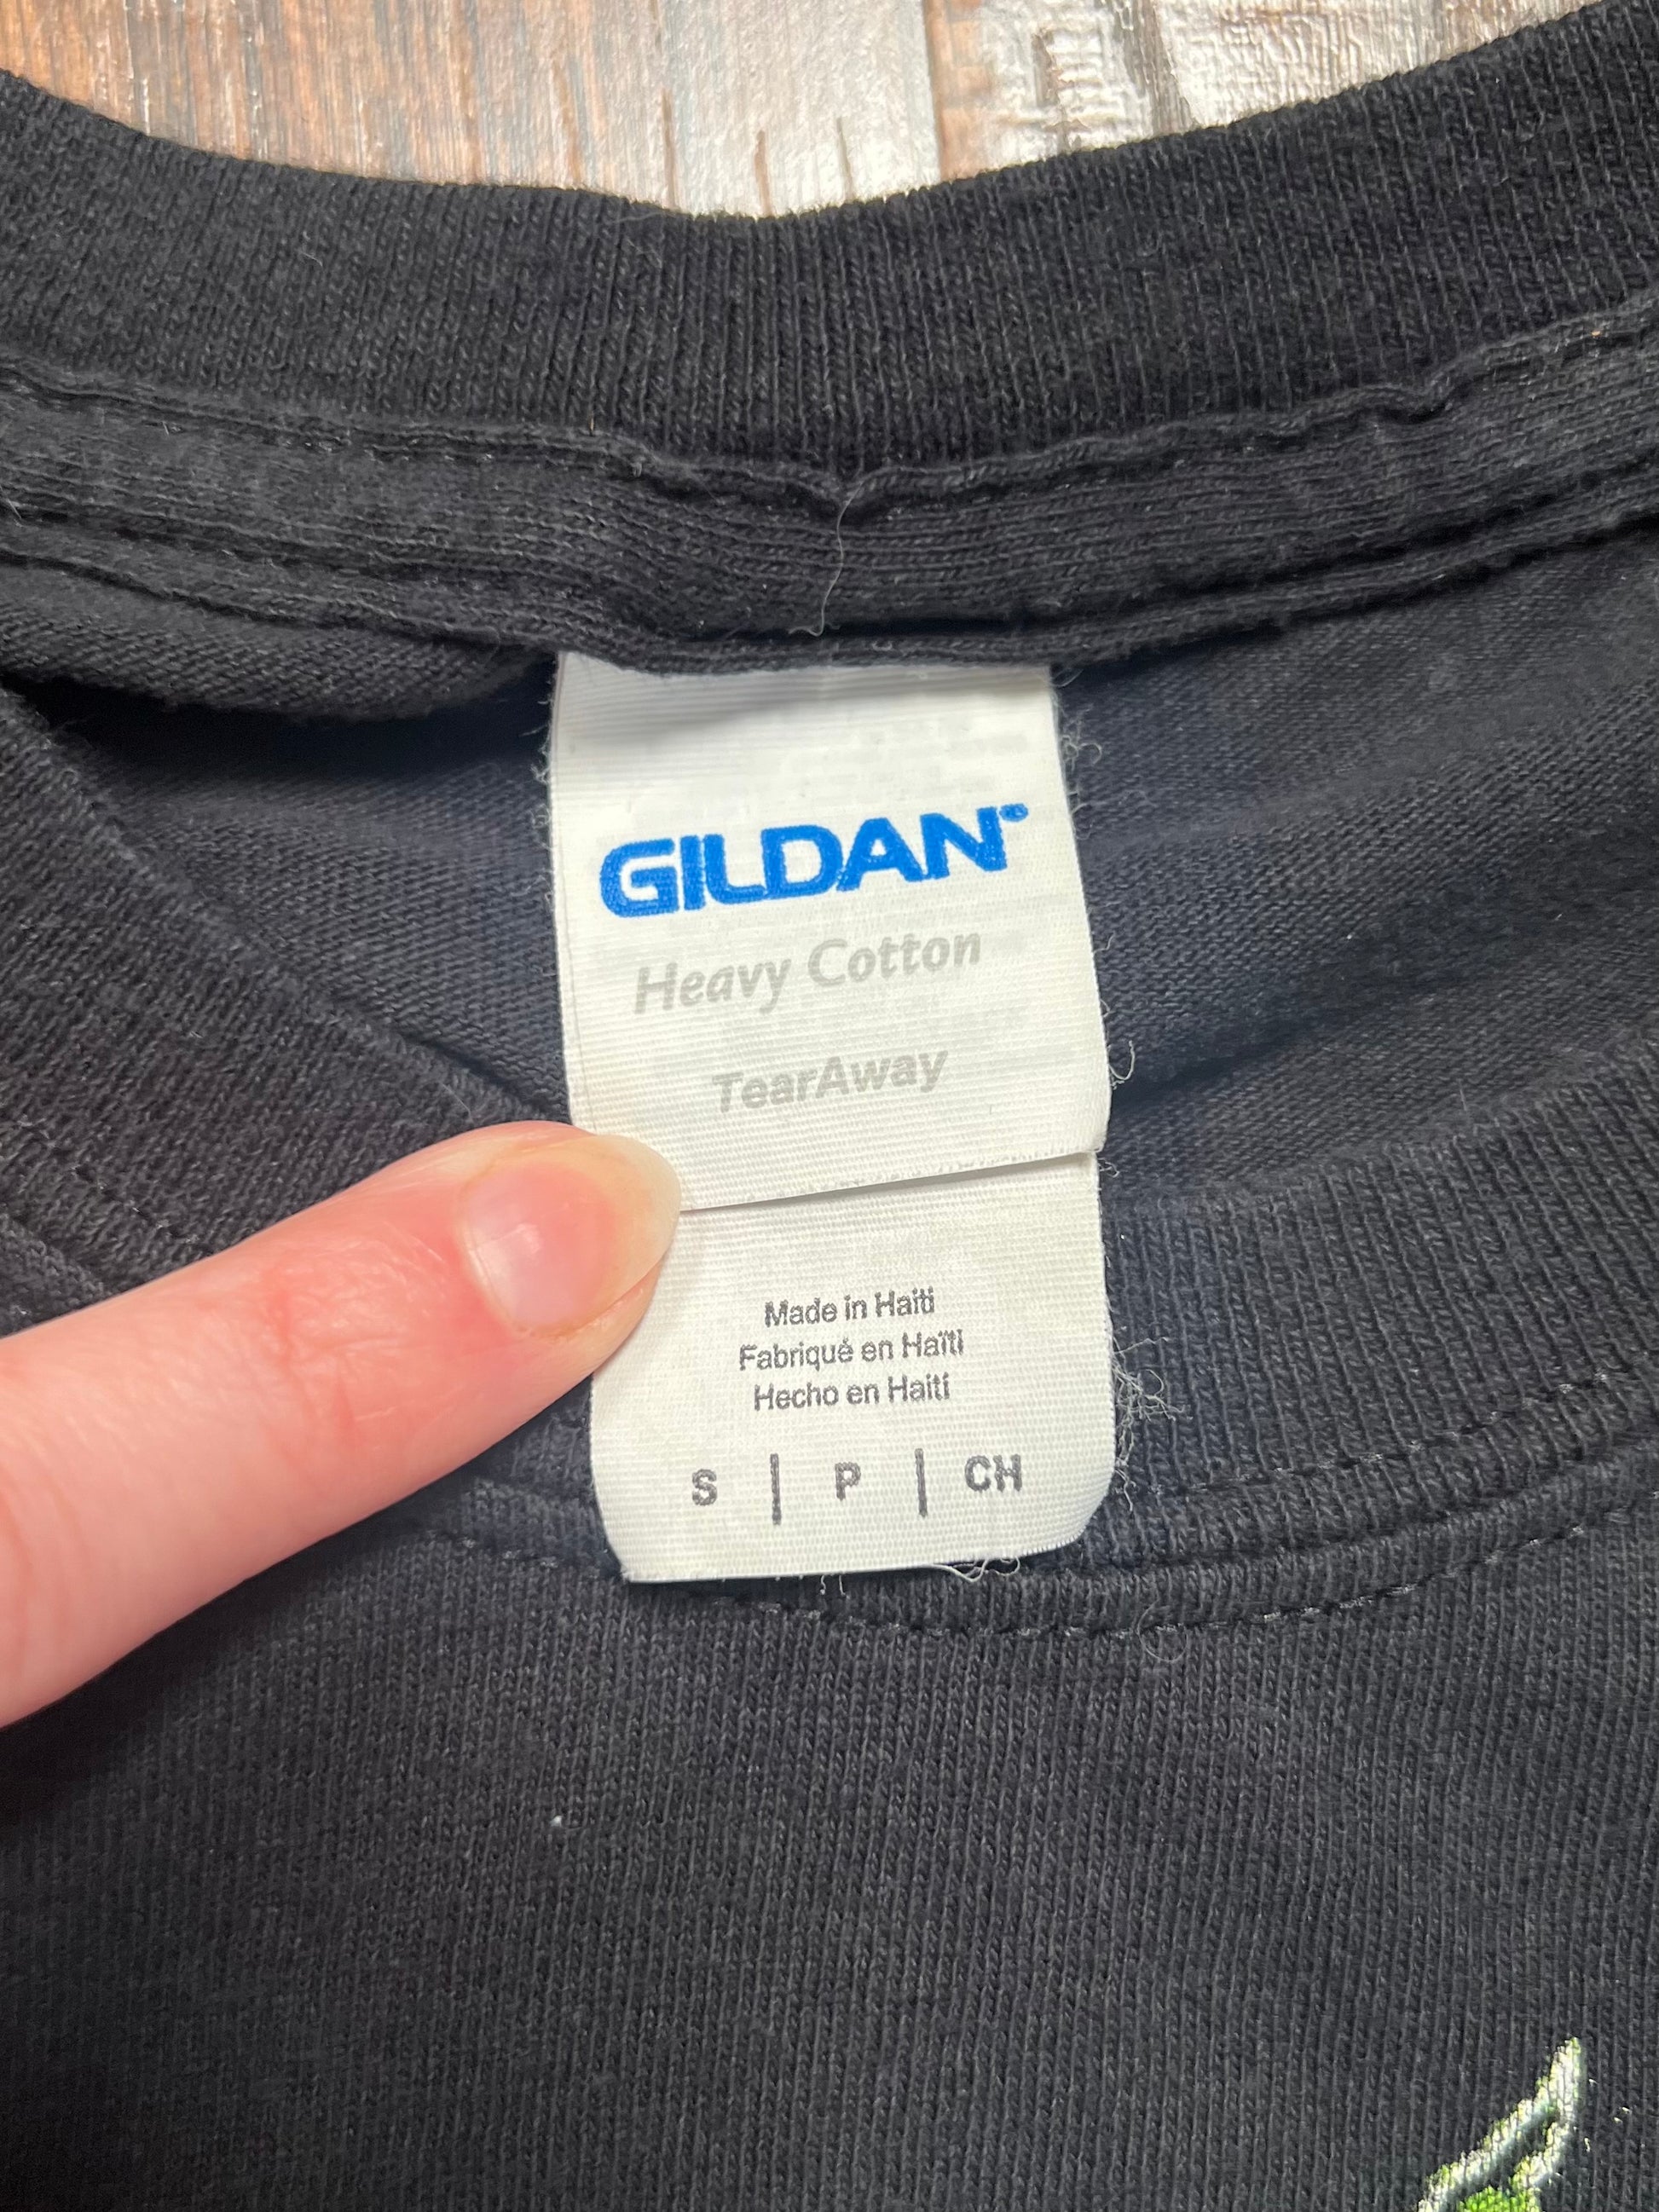 GILDAN®
Heavy Cotton
TearAway
Made in Haiti
Fabriqué en Haïti
Hecho en Haití
S | P | CH